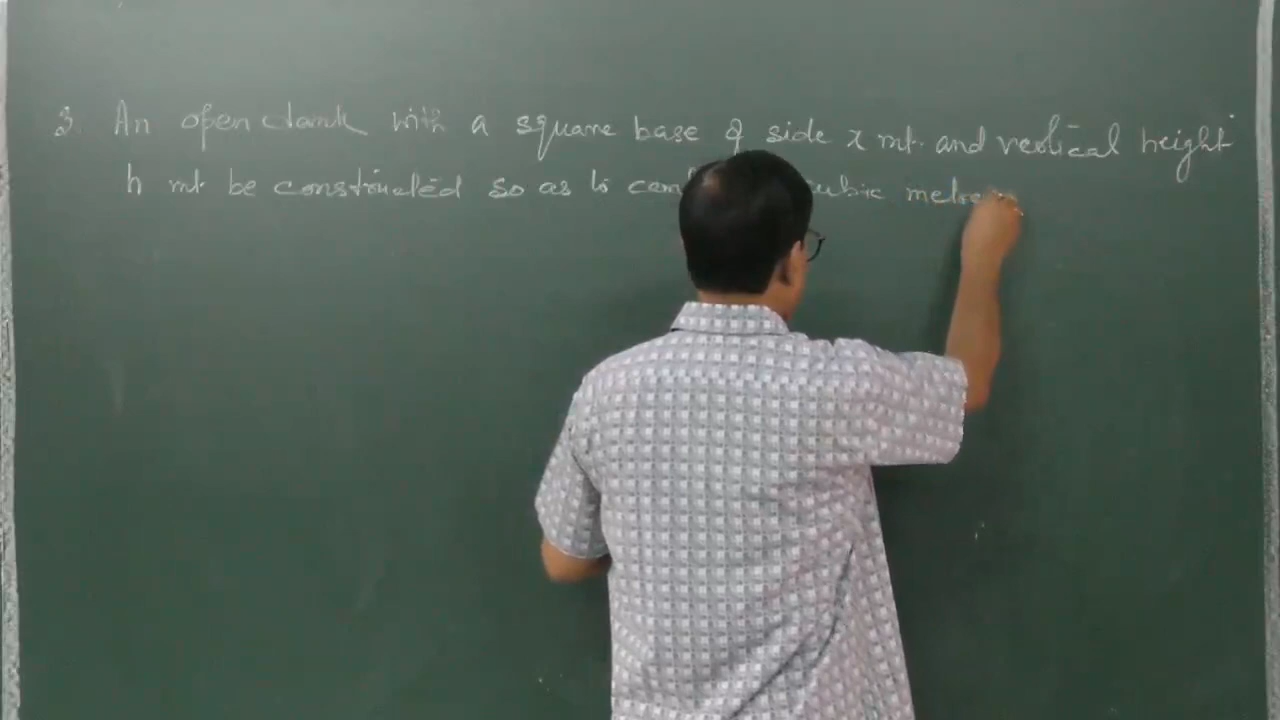 3. An open tank with a square base of side x mt. and vertical height
h mt. be constructed so as to cubic metre